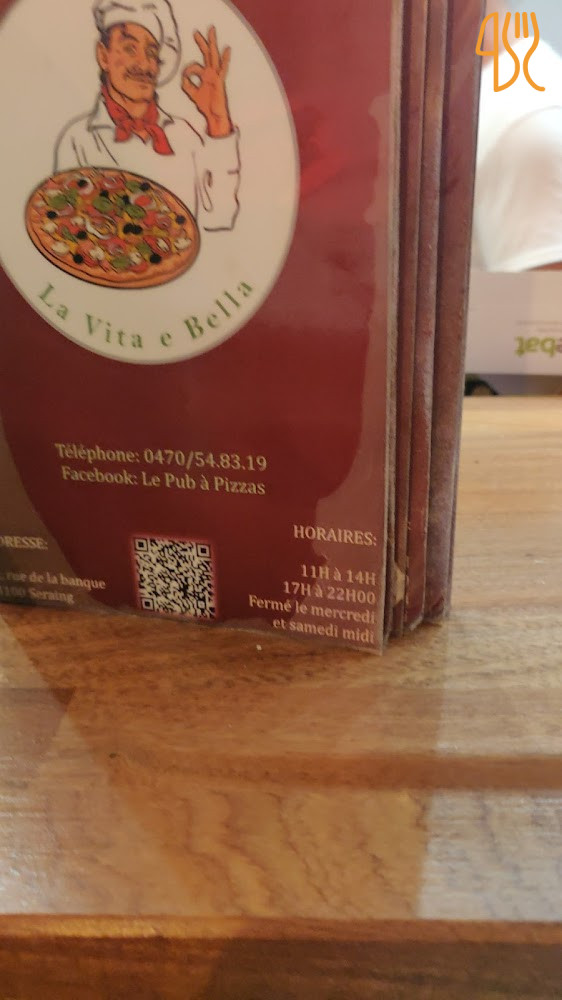 La Vita e Bella
Téléphone: 0470/54.83.19
Facebook: Le Pub à Pizzas
HORAIRES:
11H à 14H
17H à 22H00
Fermé le mercredi
et samedi midi
rue de la banque
Seraing
ebat